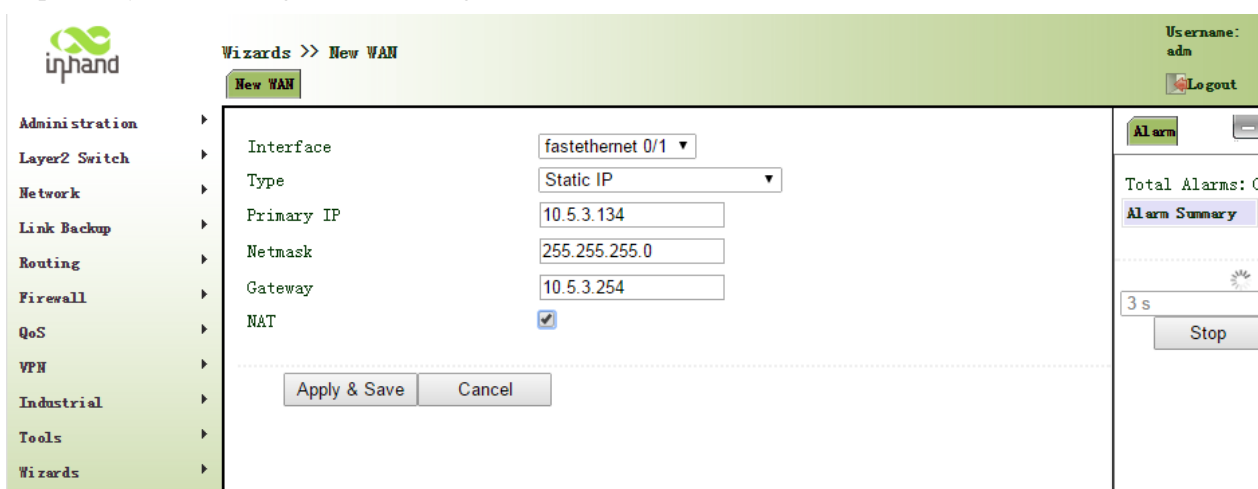 inhand
Wizards >> New WAN
Username:
adm
New WAN
Logout
Administration
Layer2 Switch
Network
Link Backup
Routing
Firewall
QoS
VPN
Industrial
Tools
Wizards
Interface
fastethernet 0/1
Type
Static IP
Primary IP
10.5.3.134
Netmask
255.255.255.0
Gateway
10.5.3.254
NAT
Apply & Save
Cancel
Alarm
Total Alarms:
Alarm Summary
3 s
Stop